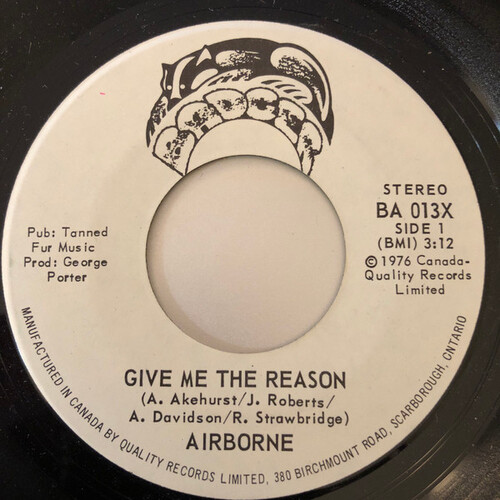 STEREO
BA 013X
SIDE 1
(BMI) 3:12
© 1976 Canada-
Quality Records
Limited
Pub: Tanned
Fur Music
Prod: George
Porter
GIVE ME THE REASON
(A. Akehurst/J. Roberts/
A. Davidson/R. Strawbridge)
AIRBORNE
MANUFACTURED IN CANADA BY QUALITY RECORDS LIMITED, 380 BIRCHMOUNT ROAD, SCARBOROUGH, ONTARIO